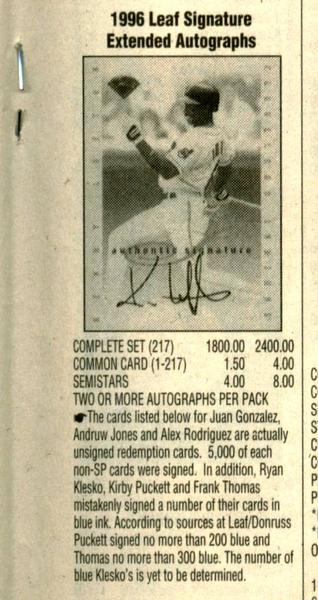 1996 Leaf Signature
Extended Autographs
authentic signature
COMPLETE SET (217) 1800.00 2400.00
COMMON CARD (1-217) 1.50 4.00
SEMISTARS 4.00 8.00
TWO OR MORE AUTOGRAPHS PER PACK
☛The cards listed below for Juan Gonzalez,
Andruw Jones and Alex Rodriguez are actually
unsigned redemption cards. 5,000 of each
non-SP cards were signed. In addition, Ryan
Klesko, Kirby Puckett and Frank Thomas
mistakenly signed a number of their cards in
blue ink. According to sources at Leaf/Donruss
Puckett signed no more than 200 blue and
Thomas no more than 300 blue. The number of
blue Klesko's is yet to be determined.